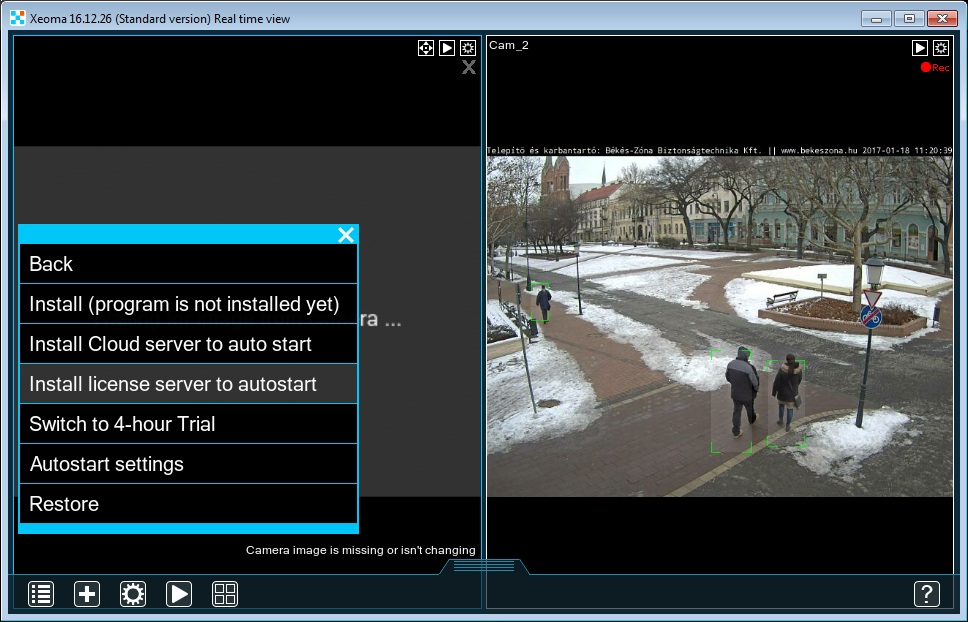 Xeoma 16.12.26 (Standard version) Real time view
Cam_2
Rec
Telepító és karbantartó: Békés-Zóna Biztonságtechnika Kft. || www.bekeszona.hu 2017-01-18 11:20:39
Back
Install (program is not installed yet)
ra ...
Install Cloud server to auto start
Install license server to autostart
Switch to 4-hour Trial
Autostart settings
Restore
Camera image is missing or isn't changing
?